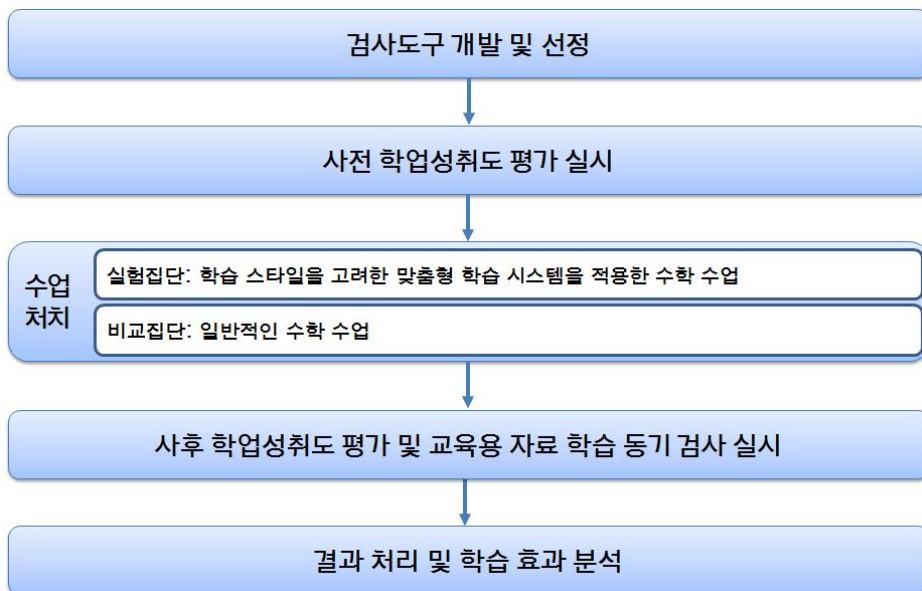 검사도구 개발 및 선정
사전 학업성취도 평가 실시
수업
처치
실험집단: 학습 스타일을 고려한 맞춤형 학습 시스템을 적용한 수학 수업
비교집단: 일반적인 수학 수업
사후 학업성취도 평가 및 교육용 자료 학습 동기 검사 실시
결과 처리 및 학습 효과 분석